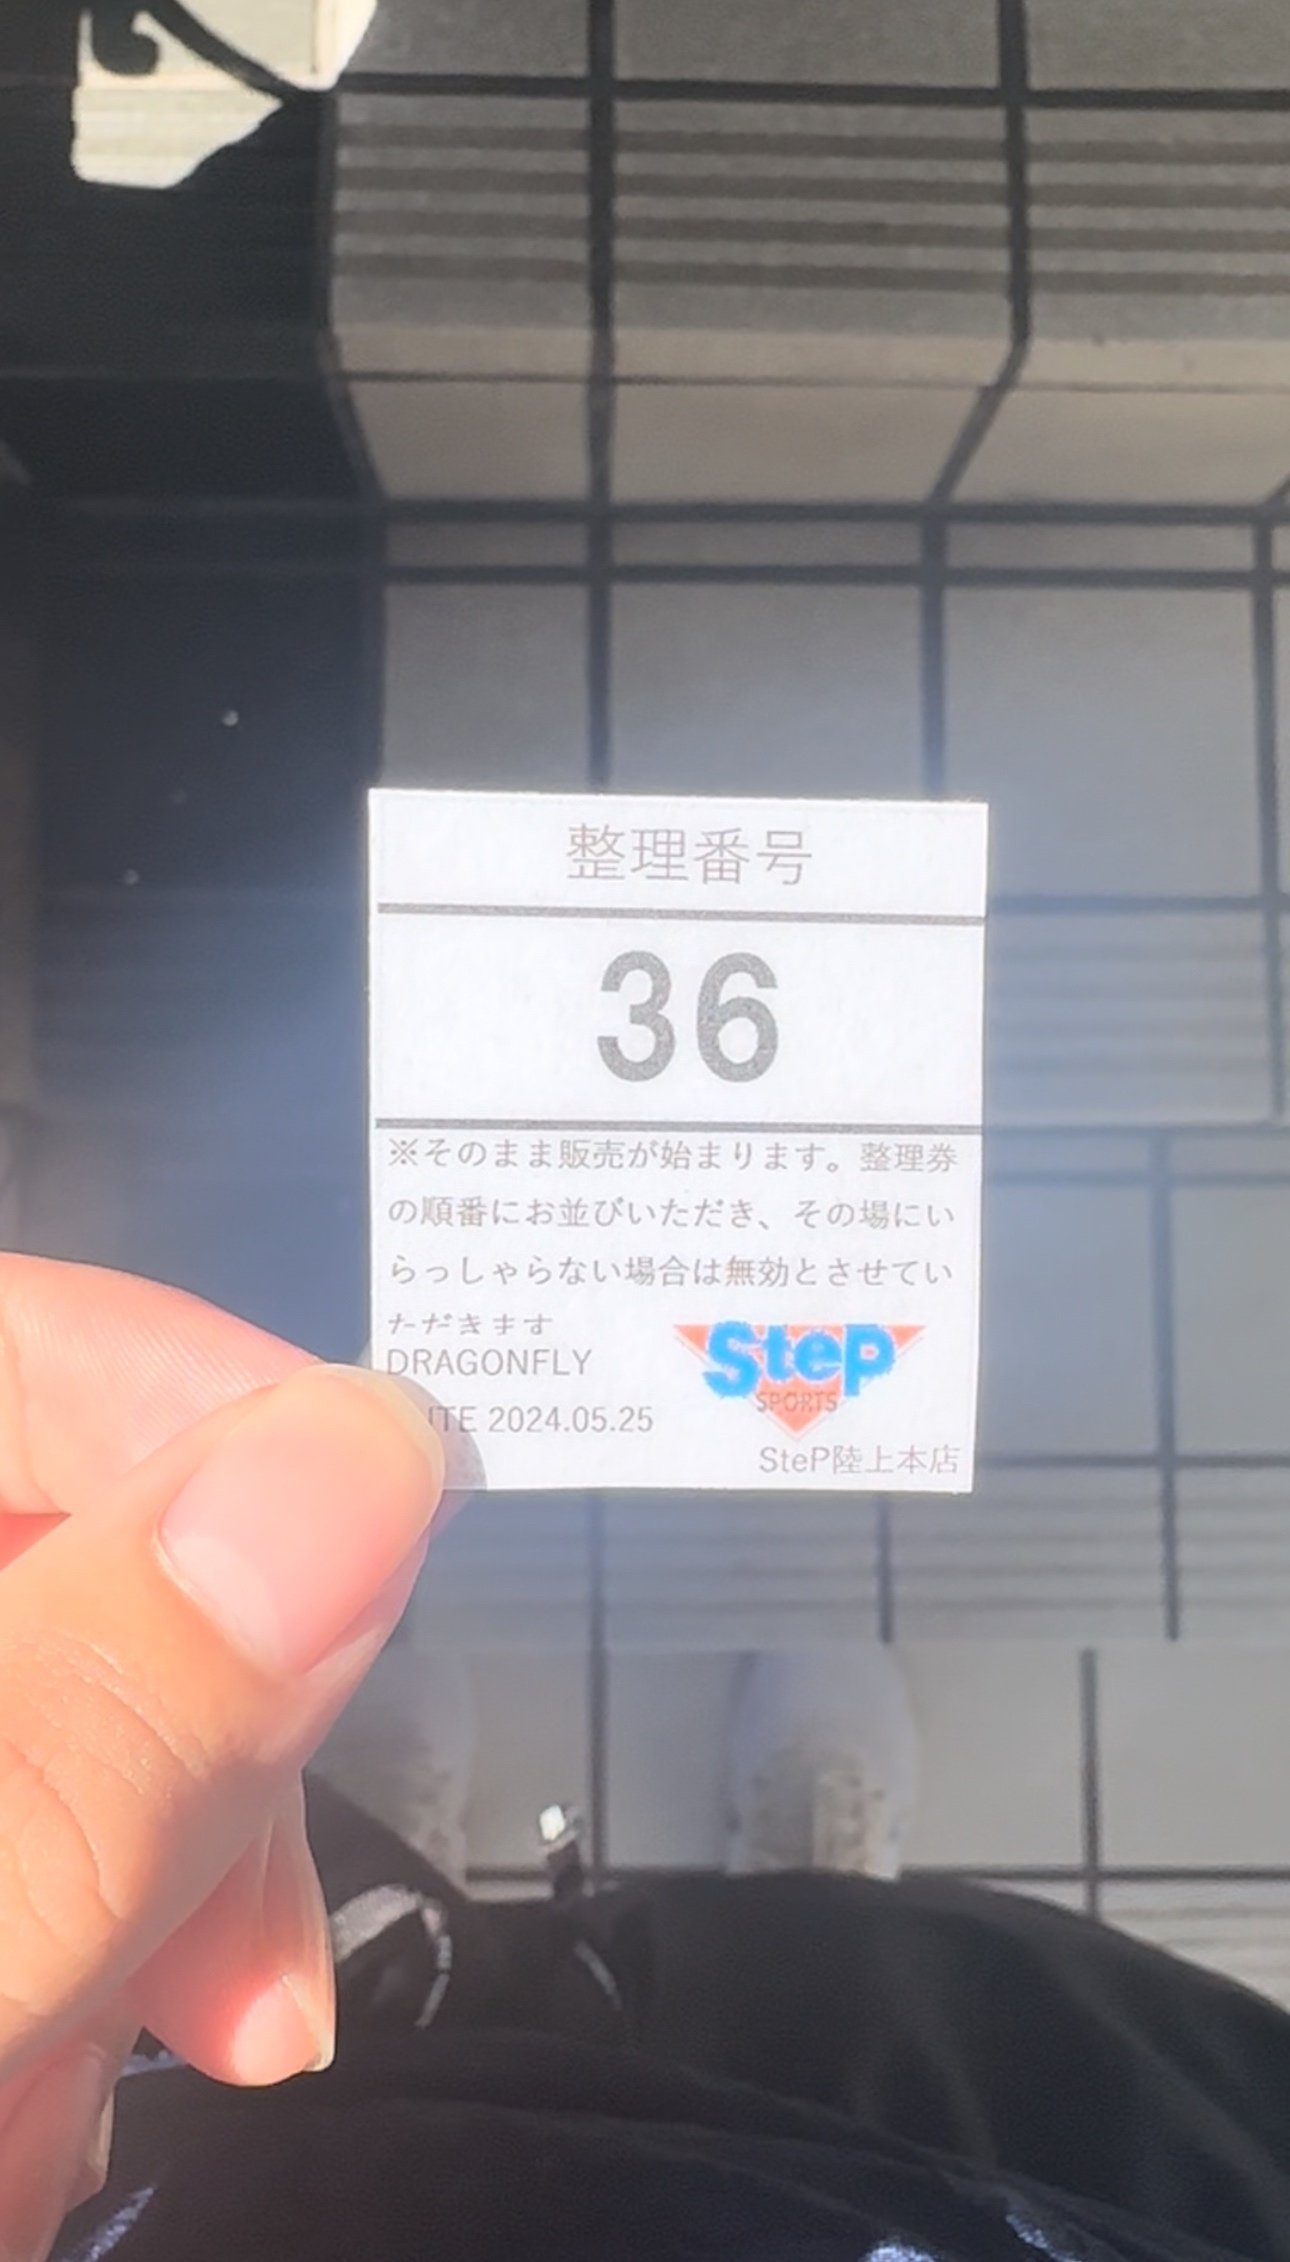 整理番号
36
※そのまま販売が始まります。整理券
の順番にお並びいただき、その場にい
らっしゃらない場合は無効とさせてい
ただきます
DRAGONFLY
2024.05.25
SteP
SPORTS
SteP陸上本店